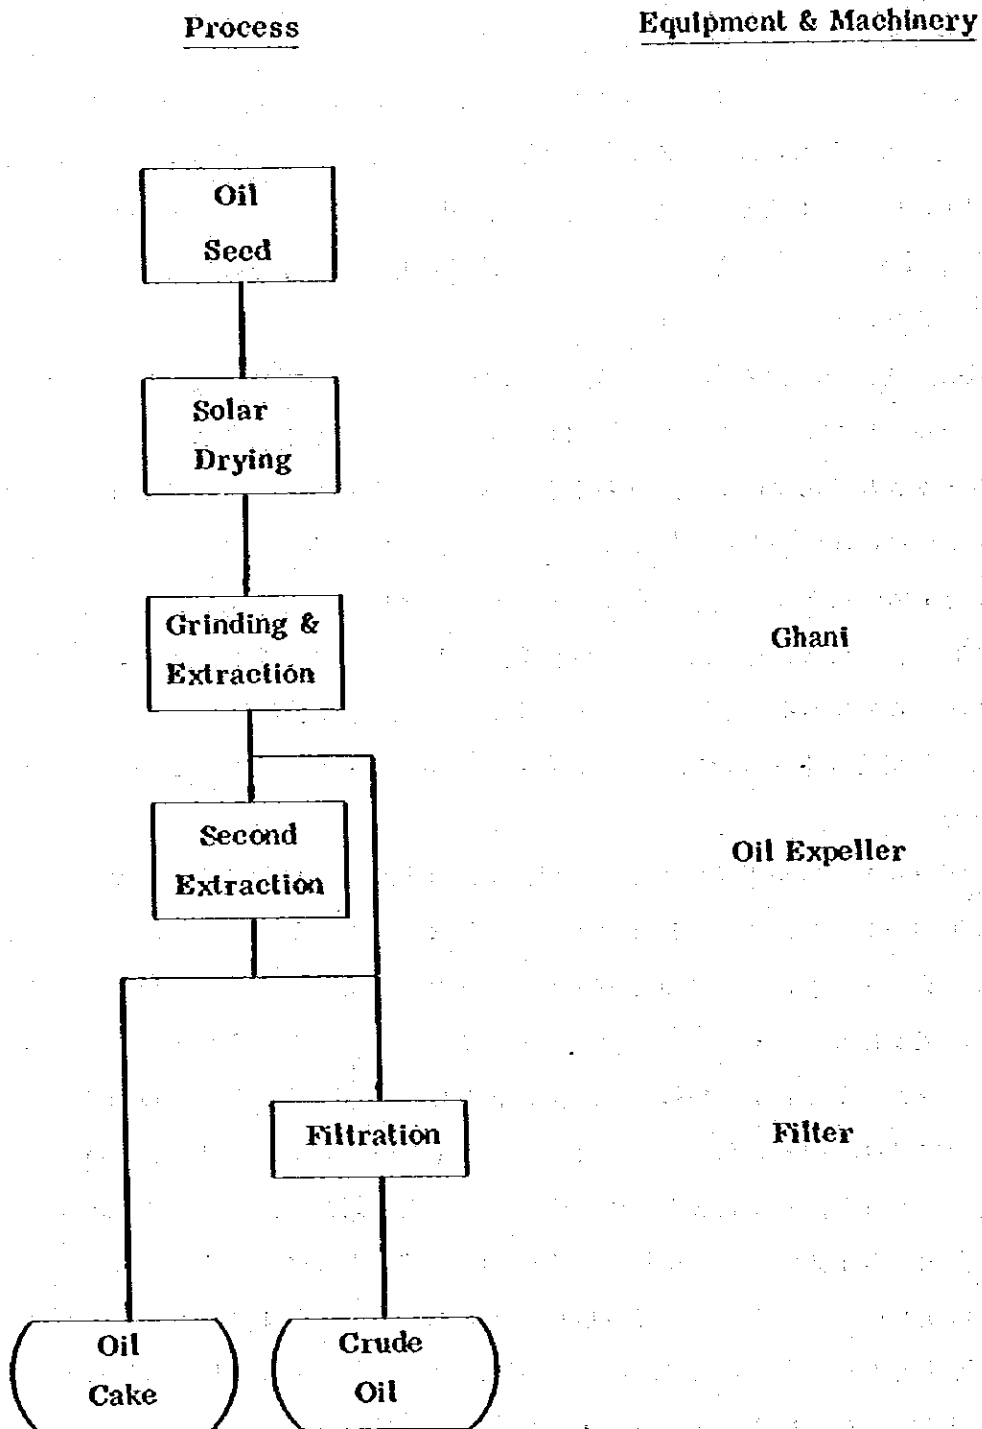 Process
Equipment & Machinery
Oil
Seed
Solar
Drying
Grinding &
Extraction
Ghani
Second
Extraction
Oil Expeller
Filtration
Filter
Oil
Cake
Crude
Oil